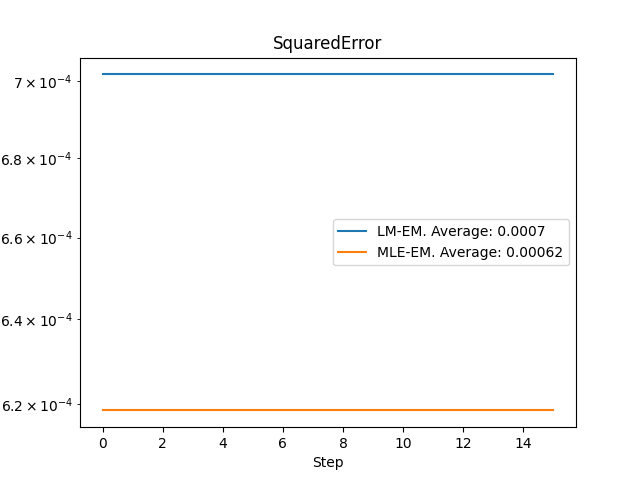 SquaredError
7 × 10⁻⁴
6.8 × 10⁻⁴
6.6 × 10⁻⁴
6.4 × 10⁻⁴
6.2 × 10⁻⁴
LM-EM. Average: 0.0007
MLE-EM. Average: 0.00062
0 2 4 6 8 10 12 14
Step